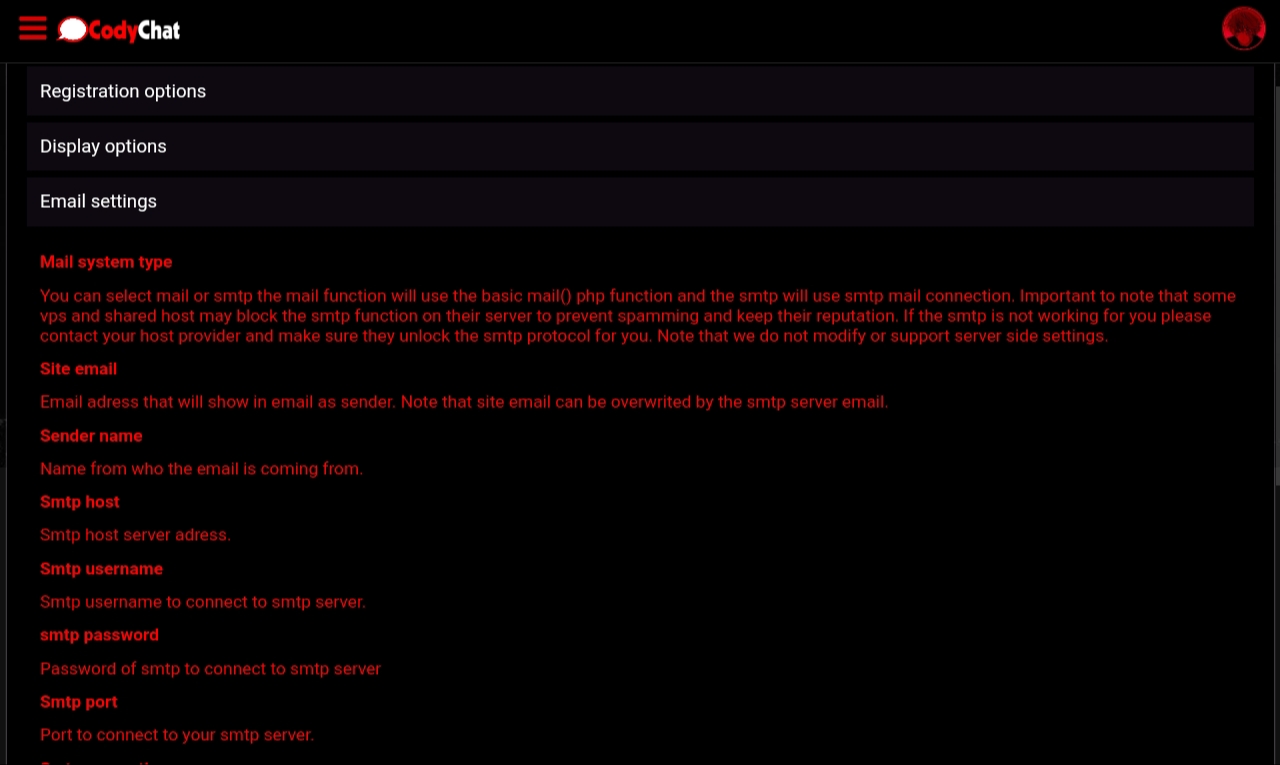 CodyChat
Registration options
Display options
Email settings
Mail system type
You can select mail or smtp the mail function will use the basic mail() php function and the smtp will use smtp mail connection. Important to note that some
vps and shared host may block the smtp function on their server to prevent spamming and keep their reputation. If the smtp is not working for you please
contact your host provider and make sure they unlock the smtp protocol for you. Note that we do not modify or support server side settings.
Site email
Email adress that will show in email as sender. Note that site email can be overwrited by the smtp server email.
Sender name
Name from who the email is coming from.
Smtp host
Smtp host server adress.
Smtp username
Smtp username to connect to smtp server.
smtp password
Password of smtp to connect to smtp server
Smtp port
Port to connect to your smtp server.